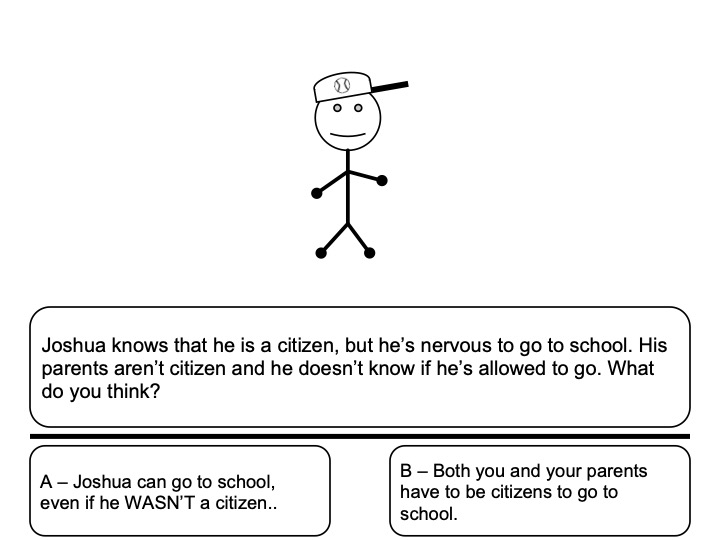 Joshua knows that he is a citizen, but he’s nervous to go to school. His
parents aren’t citizen and he doesn’t know if he’s allowed to go. What
do you think?
A – Joshua can go to school,
even if he WASN’T a citizen..
B – Both you and your parents
have to be citizens to go to
school.